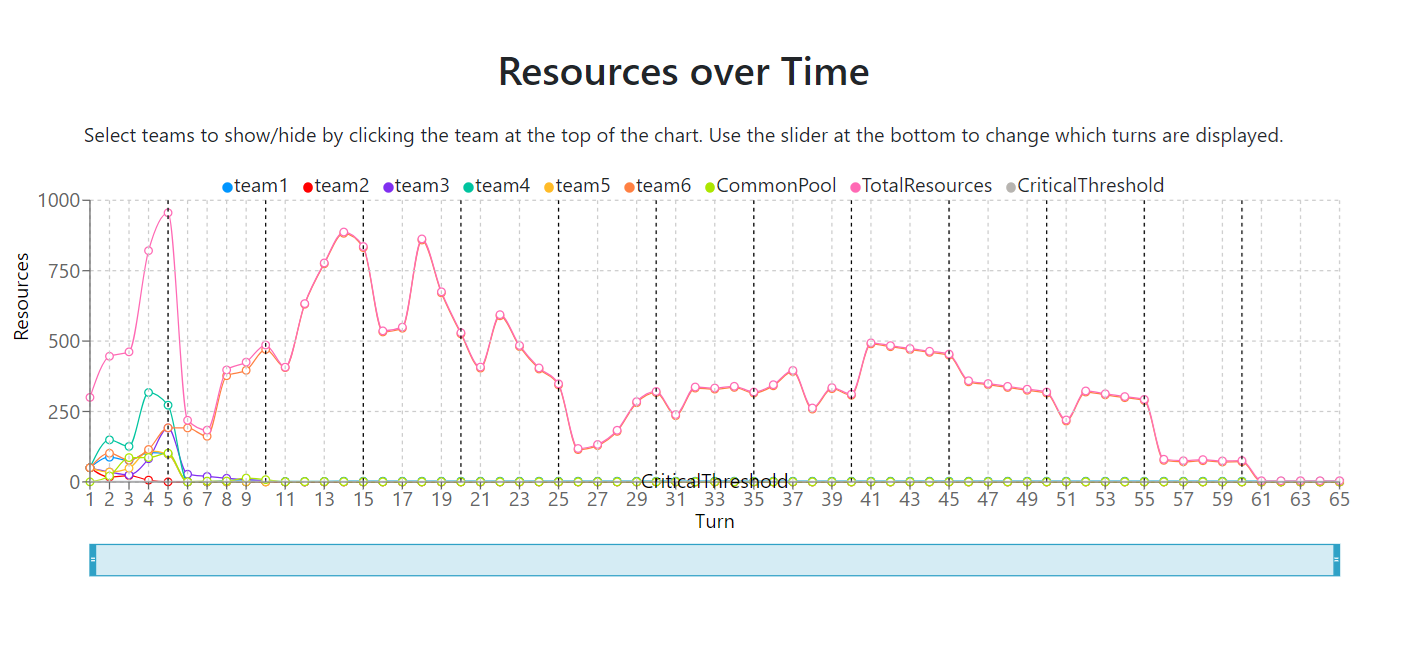 Resources over Time
Select teams to show/hide by clicking the team at the top of the chart. Use the slider at the bottom to change which turns are displayed.
team1 team2 team3 team4 team5 team6 CommonPool TotalResources CriticalThreshold
1000
750
500
250
0
Resources
CriticalThreshold
1 2 3 4 5 6 7 8 9 11 13 15 17 19 21 23 25 27 29 31 33 35 37 39 41 43 45 47 49 51 53 55 57 59 61 63 65
Turn